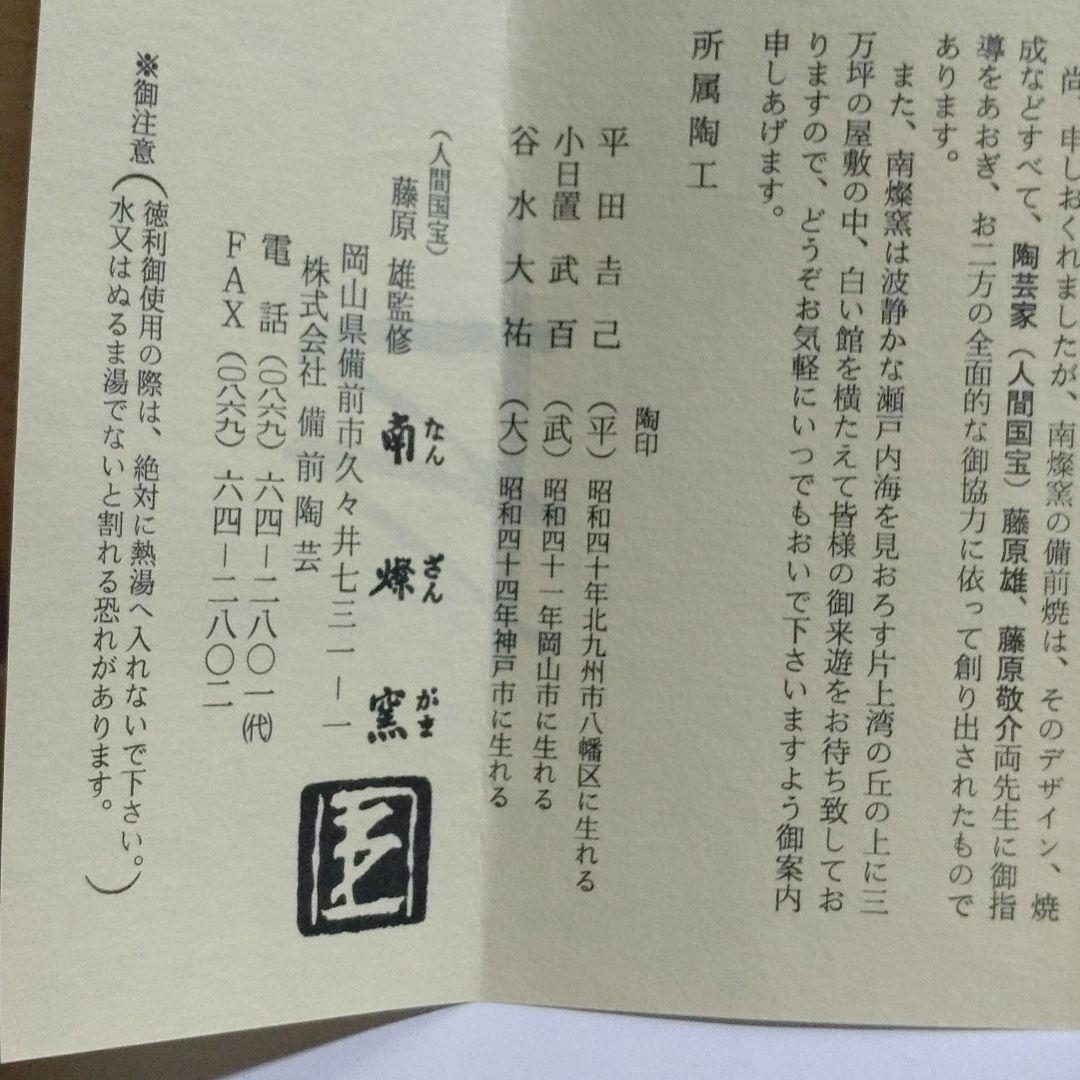 尚、申しおくれましたが、南燦窯の備前焼は、そのデザイン、焼
成などすべて、陶芸家（人間国宝）藤原雄、藤原敬介両先生に御指
導をあおぎ、お二方の全面的な御協力に依って創り出されたもので
あります。
また、南燦窯は波静かな瀬戸内海を見おろす片上湾の丘の上に三
万坪の屋敷の中、白い館を横たえて皆様の御来遊をお待ち致してお
りますので、どうぞお気軽にいつでもおいで下さいますよう御案内
申しあげます。
所属陶工
陶印
平田吉己（平）昭和四十年北九州市八幡区に生れる
小日置武百（武）昭和四十一年岡山市に生れる
谷水大祐（大）昭和四十四年神戸市に生れる
（人間国宝）
藤原雄監修 南燦窯
なんざんがま
岡山県備前市久々井七三一－一
株式会社 備前陶芸
電話（〇八六九）六四－二八〇一㈹
FAX（〇八六九）六四－二八〇二
※御注意（徳利御使用の際は、絶対に熱湯へ入れないで下さい。
水又はぬるま湯でないと割れる恐れがあります。）